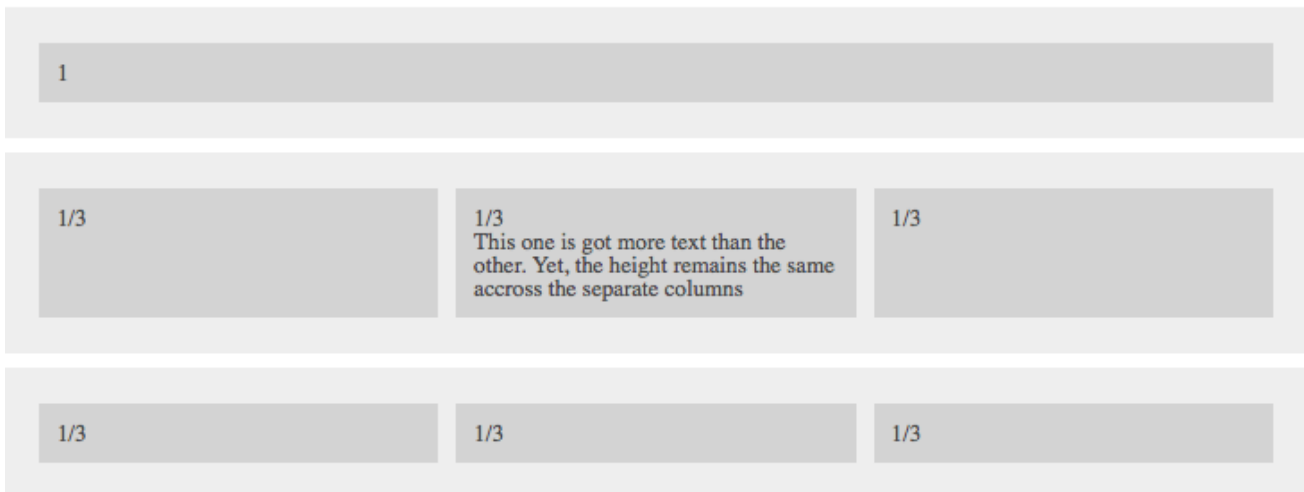 1
1/3
1/3
1/3
This one is got more text than the
other. Yet, the height remains the same
accross the separate columns
1/3
1/3
1/3